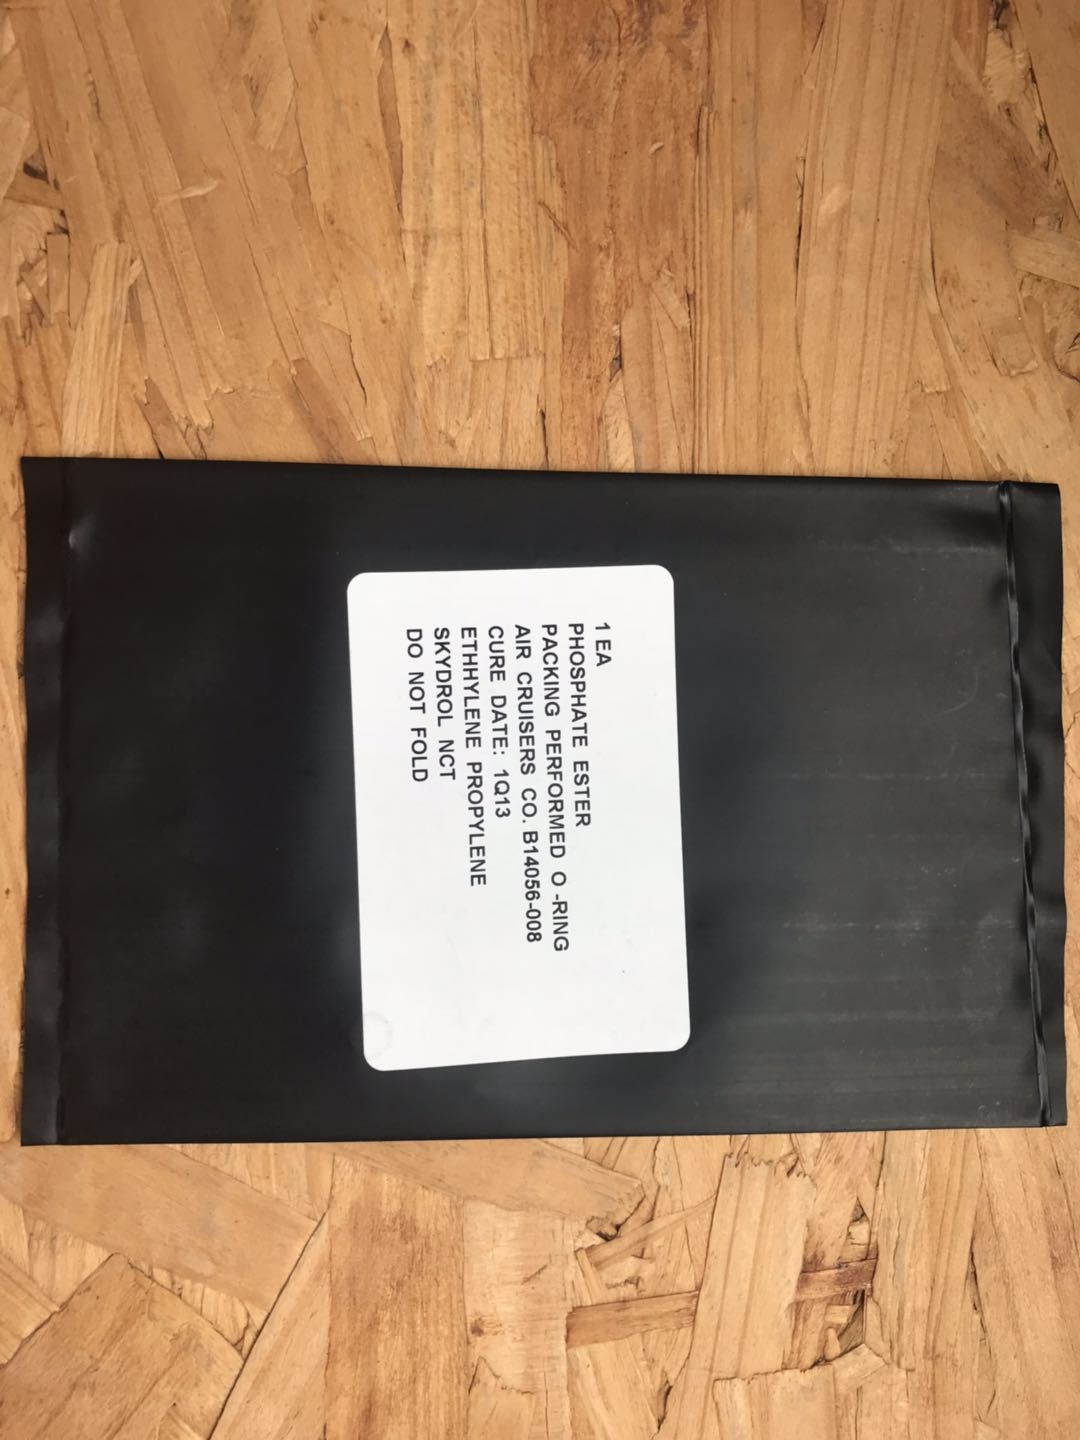 1 EA
PHOSPHATE ESTER
PACKING PERFORMED O -RING
AIR CRUISERS CO. B14056-008
CURE DATE: 1Q13
ETHHYLENE PROPYLENE
SKYDROL NCT
DO NOT FOLD